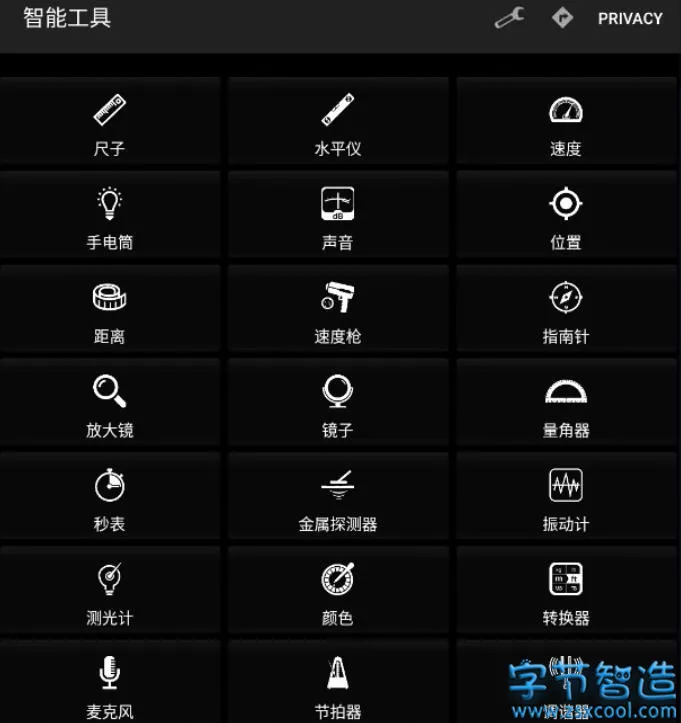 智能工具
PRIVACY
尺子
水平仪
速度
手电筒
dB
声音
位置
距离
速度枪
指南针
放大镜
镜子
量角器
秒表
金属探测器
振动计
测光计
颜色
m
ft
转换器
麦克风
节拍器
调谐器
字节智造